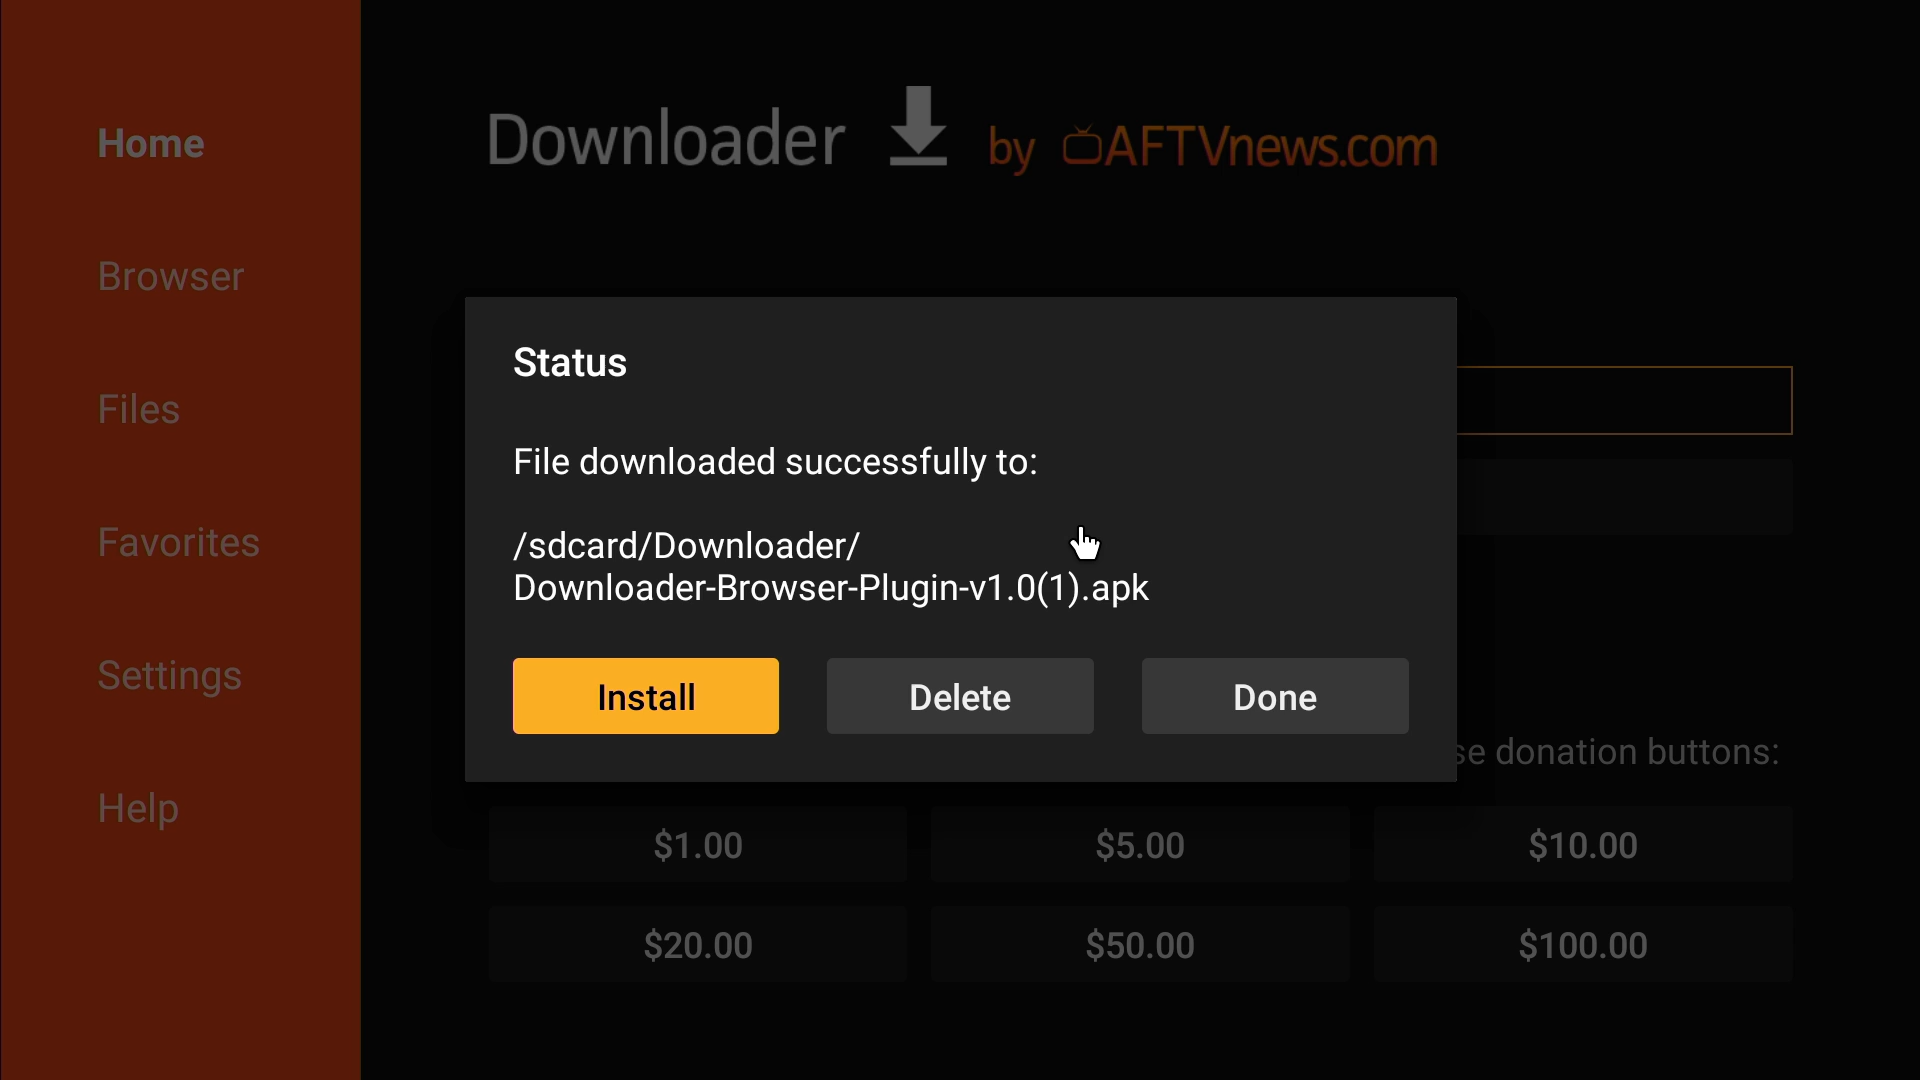 Home
Browser
Files
Favorites
Settings
Help
Downloader by AFTVnews.com
Status
File downloaded successfully to:
/sdcard/Downloader/
Downloader-Browser-Plugin-v1.0(1).apk
Install Delete Done
se donation buttons:
$1.00 $5.00 $10.00
$20.00 $50.00 $100.00